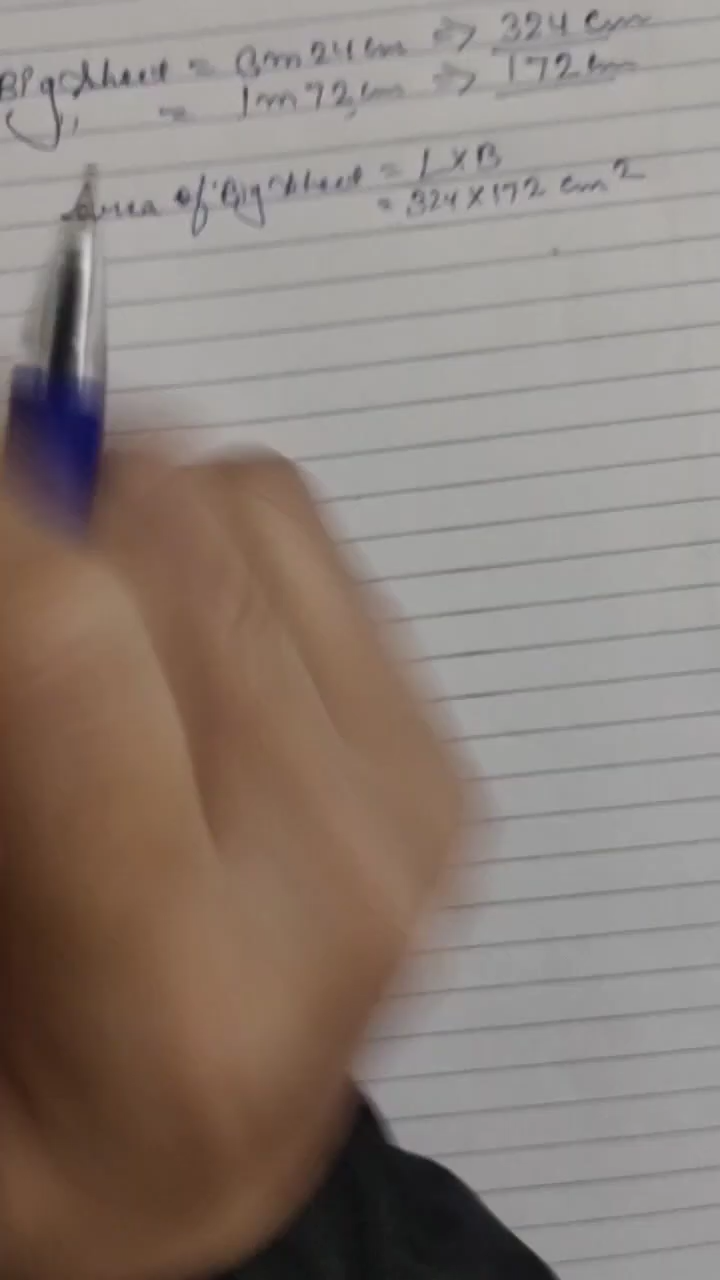 Big Sheet = 3m 24 cm => 324 cm
" = 1m 72 cm => 172 cm
Area of Big Sheet = L X B
= 324 X 172 cm²